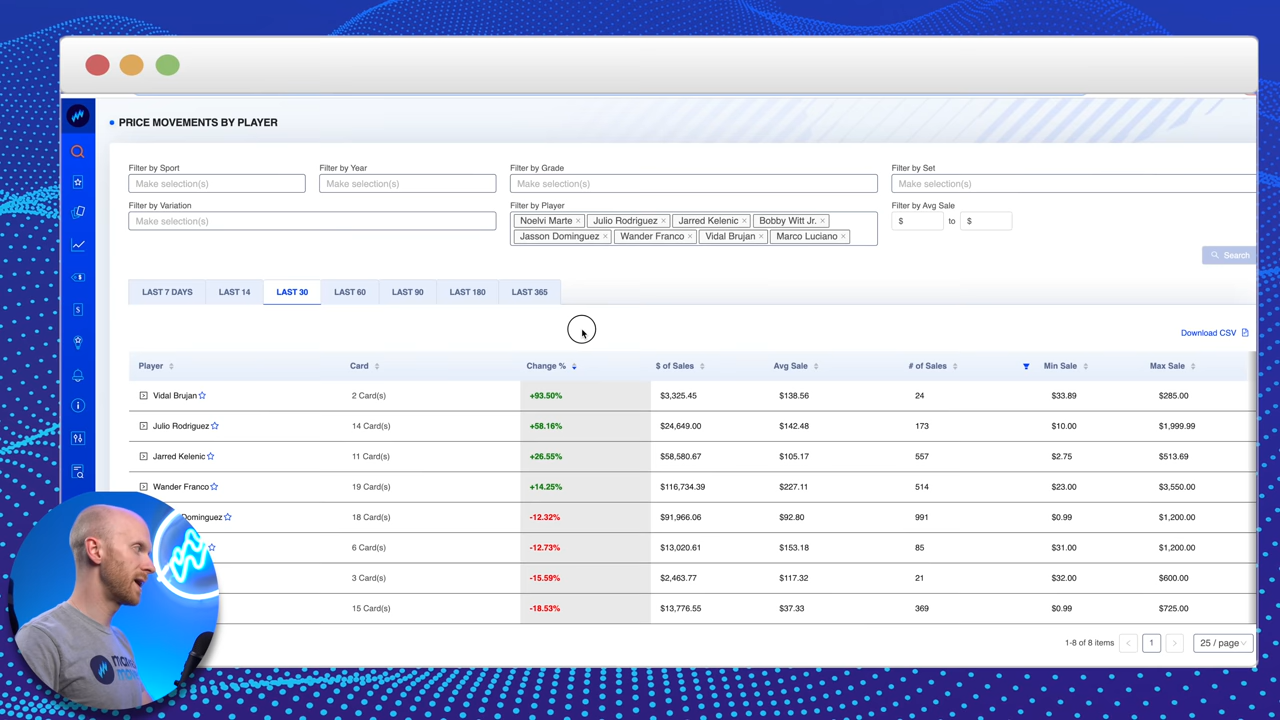 PRICE MOVEMENTS BY PLAYER
Filter by Sport Filter by Year Filter by Grade Filter by Set
Make selection(s) Make selection(s) Make selection(s) Make selection(s)
Filter by Variation Filter by Player Filter by Avg Sale
Make selection(s) Noelvi Marte × Julio Rodriguez × Jarred Kelenic × Bobby Witt Jr. × $ to $
Jasson Dominguez × Wander Franco × Vidal Brujan × Marco Luciano ×
Search
LAST 7 DAYS LAST 14 LAST 30 LAST 60 LAST 90 LAST 180 LAST 365
Download CSV
Player Card Change % $ of Sales Avg Sale # of Sales Min Sale Max Sale
Vidal Brujan 2 Card(s) +93.50% $3,325.45 $138.56 24 $33.89 $285.00
Julio Rodriguez 14 Card(s) +58.16% $24,649.00 $142.48 173 $10.00 $1,999.99
Jarred Kelenic 11 Card(s) +26.55% $58,580.67 $105.17 557 $2.75 $513.69
Wander Franco 19 Card(s) +14.25% $116,734.39 $227.11 514 $23.00 $3,550.00
Dominguez 18 Card(s) -12.32% $91,966.06 $92.80 991 $0.99 $1,200.00
6 Card(s) -12.73% $13,020.61 $153.18 85 $31.00 $1,200.00
3 Card(s) -15.59% $2,463.77 $117.32 21 $32.00 $600.00
15 Card(s) -18.53% $13,776.55 $37.33 369 $0.99 $725.00
1-8 of 8 items < 1 > 25 / page